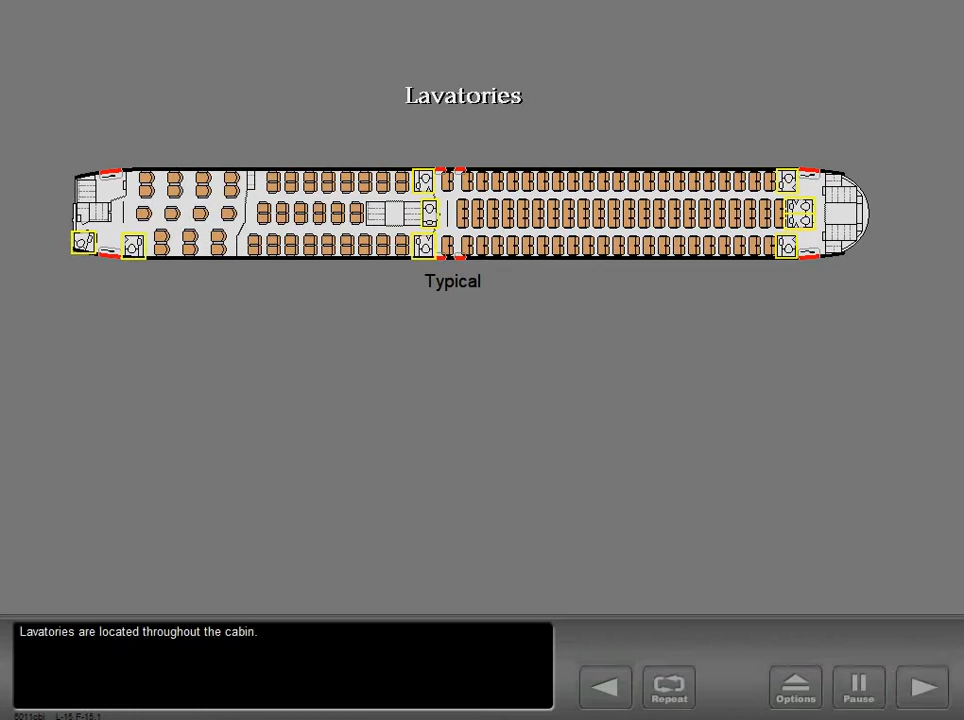 Lavatories
Typical
Lavatories are located throughout the cabin.
Repeat
Options
Pause